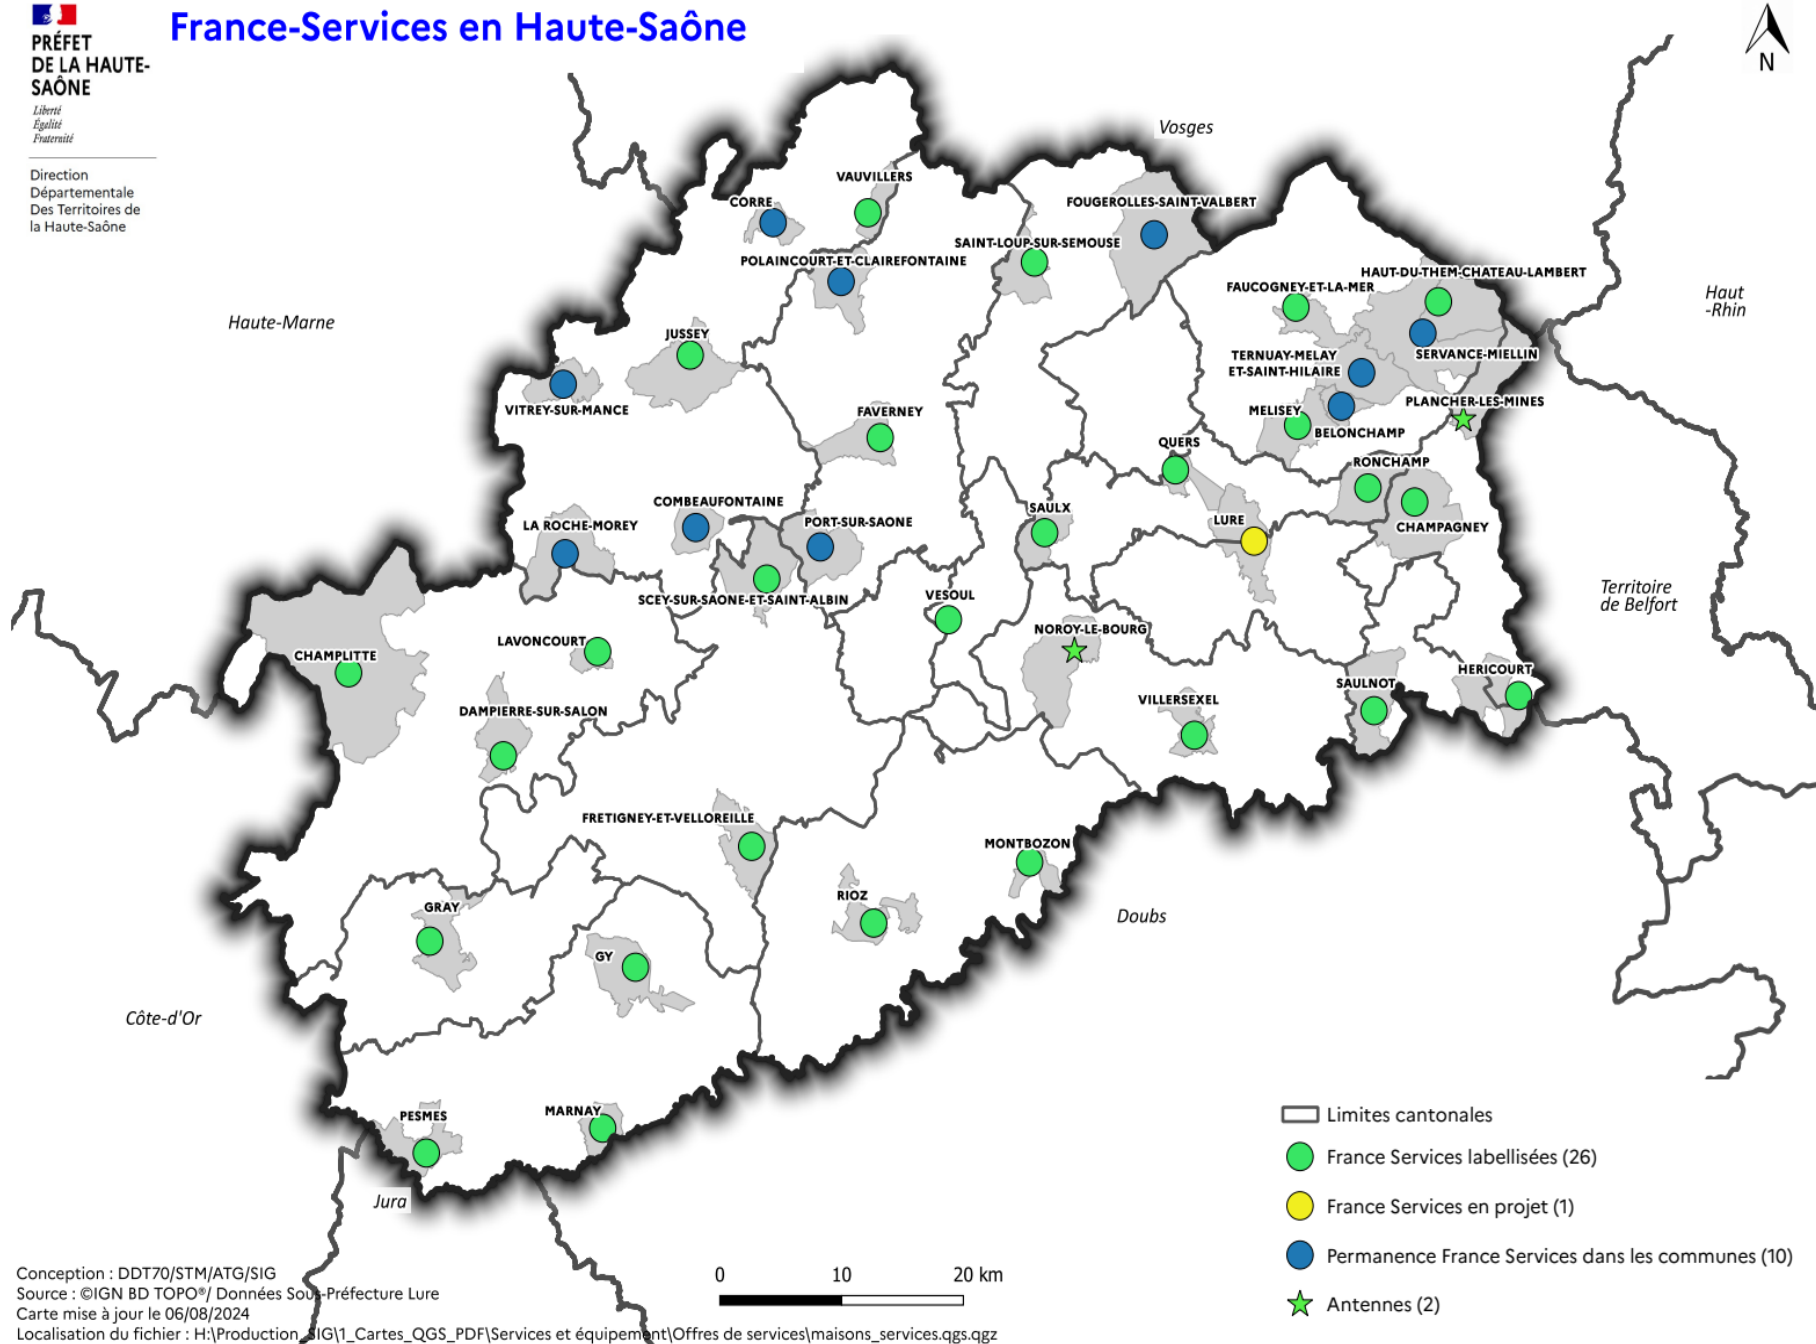 France-Services en Haute-Saône
PRÉFET
DE LA HAUTE-
SAÔNE
Liberté
Égalité
Fraternité
Direction
Départementale
Des Territoires de
la Haute-Saône
N
Vosges
VAUVILLERS
CORRE
FOUGEROLLES-SAINT-VALBERT
SAINT-LOUP-SUR-SEMOUSE
POLAINCOURT-ET-CLAIREFONTAINE
HAUT-DU-THEM-CHATEAU-LAMBERT
FAUCOGNEY-ET-LA-MER
Haut
-Rhin
Haute-Marne
JUSSEY
SERVANCE-MIELLIN
TERNUAY-MELAY
ET-SAINT-HILAIRE
VITREY-SUR-MANCE
PLANCHER-LES-MINES
FAVERNEY
MELISEY
BELONCHAMP
QUERS
RONCHAMP
COMBEAUFONTAINE
SAULX
LA ROCHE-MOREY
PORT-SUR-SAONE
LURE
CHAMPAGNEY
Territoire
de Belfort
SCEY-SUR-SAONE-ET-SAINT-ALBIN
VESOUL
NOROY-LE-BOURG
LAVONCOURT
CHAMPLITTE
HERICOURT
SAULNOT
DAMPIERRE-SUR-SALON
VILLERSEXEL
FRETIGNEY-ET-VELLOREILLE
MONTBOZON
RIOZ
GRAY
Doubs
GY
Côte-d'Or
PESMES
MARNAY
Jura
Limites cantonales
France Services labellisées (26)
France Services en projet (1)
Permanence France Services dans les communes (10)
Antennes (2)
0 10 20 km
Conception : DDT70/STM/ATG/SIG
Source : ©IGN BD TOPO®/ Données Sous-Préfecture Lure
Carte mise à jour le 06/08/2024
Localisation du fichier : H:\Production_SIG\1_Cartes_QGS_PDF\Services et équipement\Offres de services\maisons_services.qgs.qgz